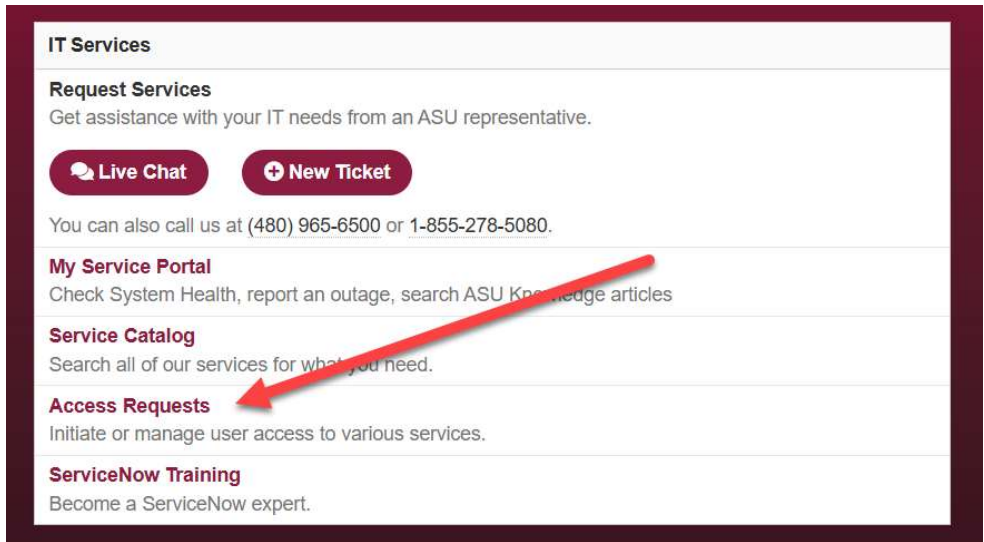 IT Services
Request Services
Get assistance with your IT needs from an ASU representative.
Live Chat New Ticket
You can also call us at (480) 965-6500 or 1-855-278-5080.
My Service Portal
Check System Health, report an outage, search ASU Knowledge articles
Service Catalog
Search all of our services for what you need.
Access Requests
Initiate or manage user access to various services.
ServiceNow Training
Become a ServiceNow expert.